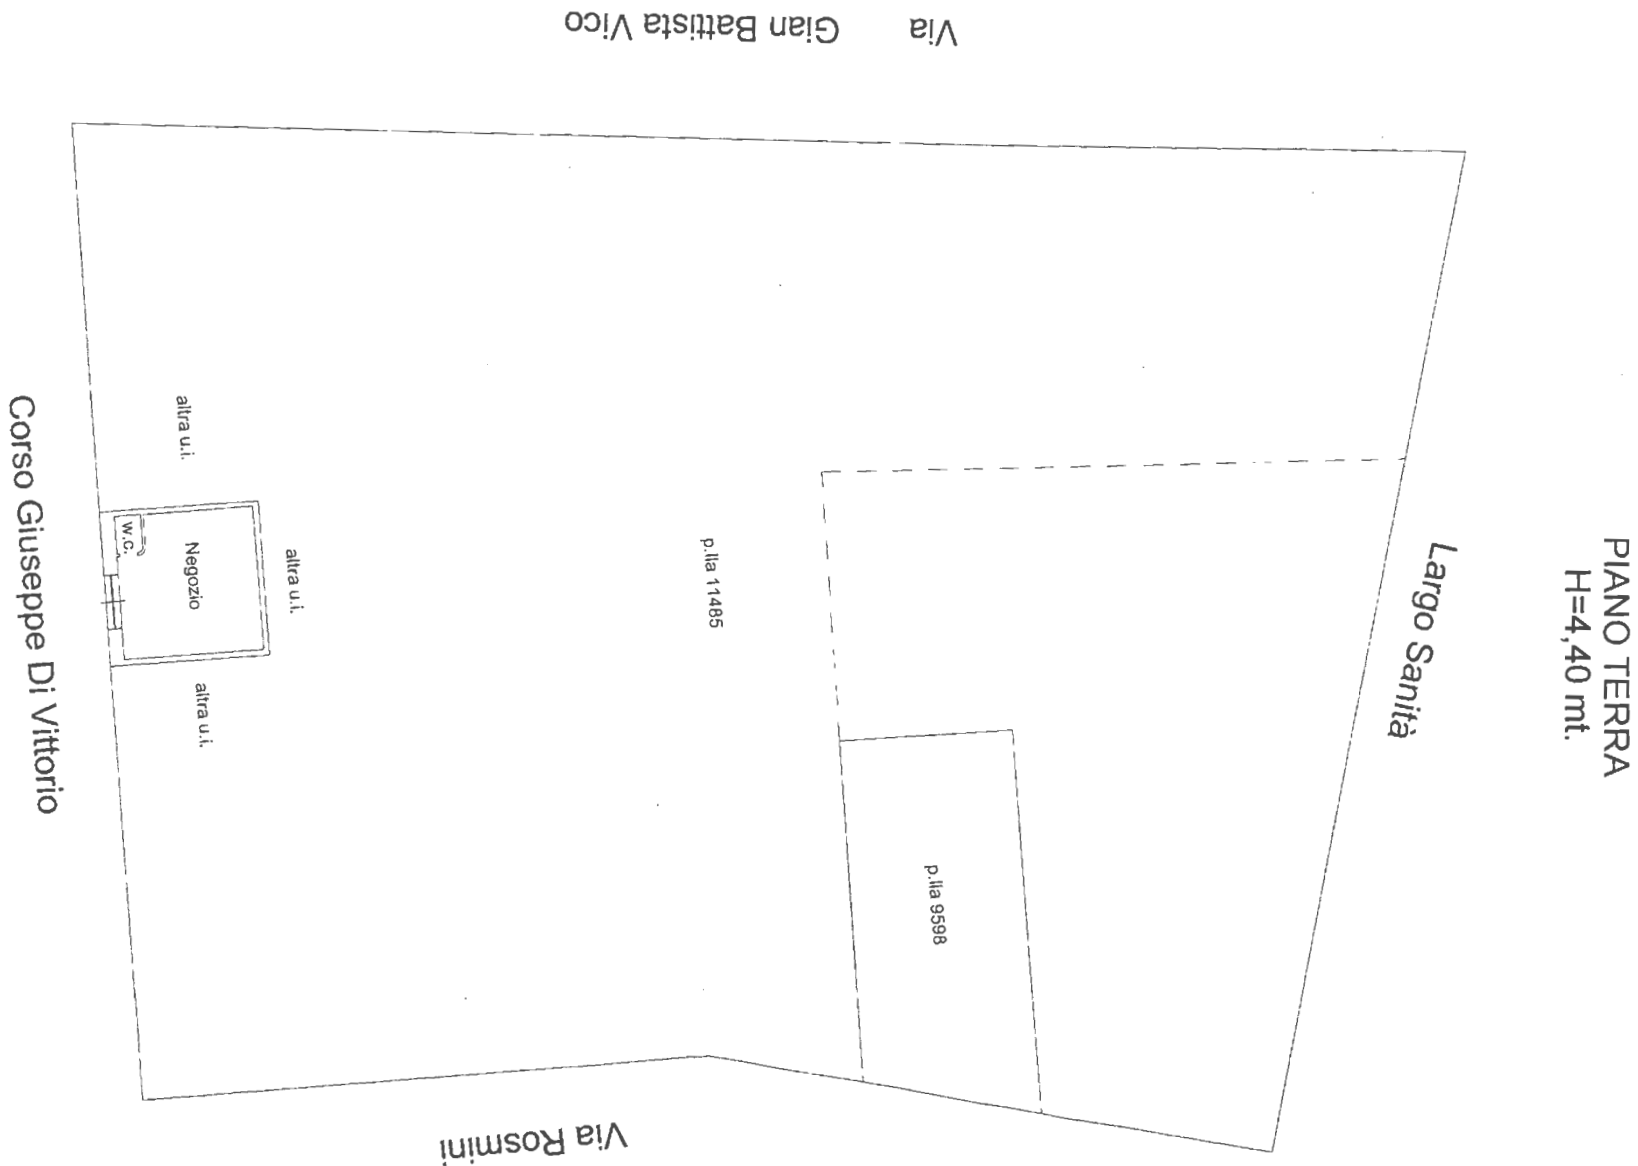 Via Gian Battista Vico
PIANO TERRA
H=4,40 mt.
Largo Sanità
altra u.i.
w.c.
Negozio
altra u.i.
altra u.i.
p.lla 11485
p.lla 9598
Corso Giuseppe Di Vittorio
Via Rosmini